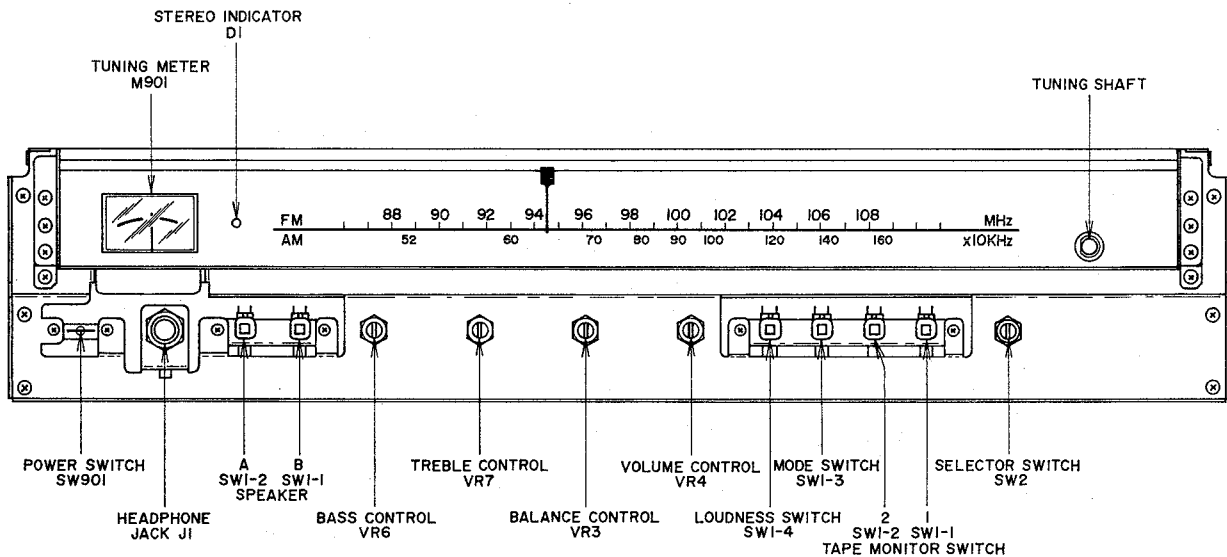 STEREO INDICATOR
D1
TUNING METER
M901
TUNING SHAFT
FM 88 90 92 94 96 98 100 102 104 106 108 MHz
AM 52 60 70 80 90 100 120 140 160 x10KHz
POWER SWITCH
SW901
HEADPHONE
JACK J1
A B
SW1-2 SW1-1
SPEAKER
BASS CONTROL
VR6
TREBLE CONTROL
VR7
BALANCE CONTROL
VR3
VOLUME CONTROL
VR4
LOUDNESS SWITCH
SW1-4
MODE SWITCH
SW1-3
2 1
SW1-2 SW1-1
TAPE MONITOR SWITCH
SELECTOR SWITCH
SW2